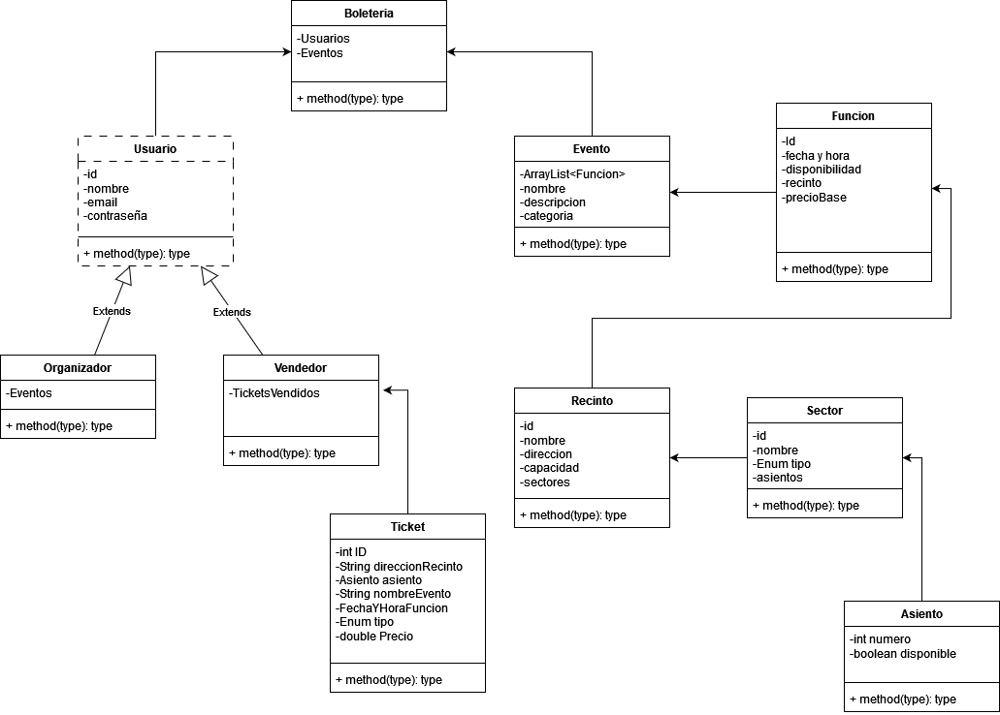 Boleteria
-Usuarios
-Eventos
+ method(type): type
Usuario
-id
-nombre
-email
-contraseña
+ method(type): type
Evento
-ArrayList<Funcion>
-nombre
-descripcion
-categoria
+ method(type): type
Funcion
-Id
-fecha y hora
-disponibilidad
-recinto
-precioBase
+ method(type): type
Extends
Extends
Organizador
-Eventos
+ method(type): type
Vendedor
-TicketsVendidos
+ method(type): type
Recinto
-id
-nombre
-direccion
-capacidad
-sectores
+ method(type): type
Sector
-id
-nombre
-Enum tipo
-asientos
+ method(type): type
Ticket
-int ID
-String direccionRecinto
-Asiento asiento
-String nombreEvento
-FechaYHoraFuncion
-Enum tipo
-double Precio
+ method(type): type
Asiento
-int numero
-boolean disponible
+ method(type): type